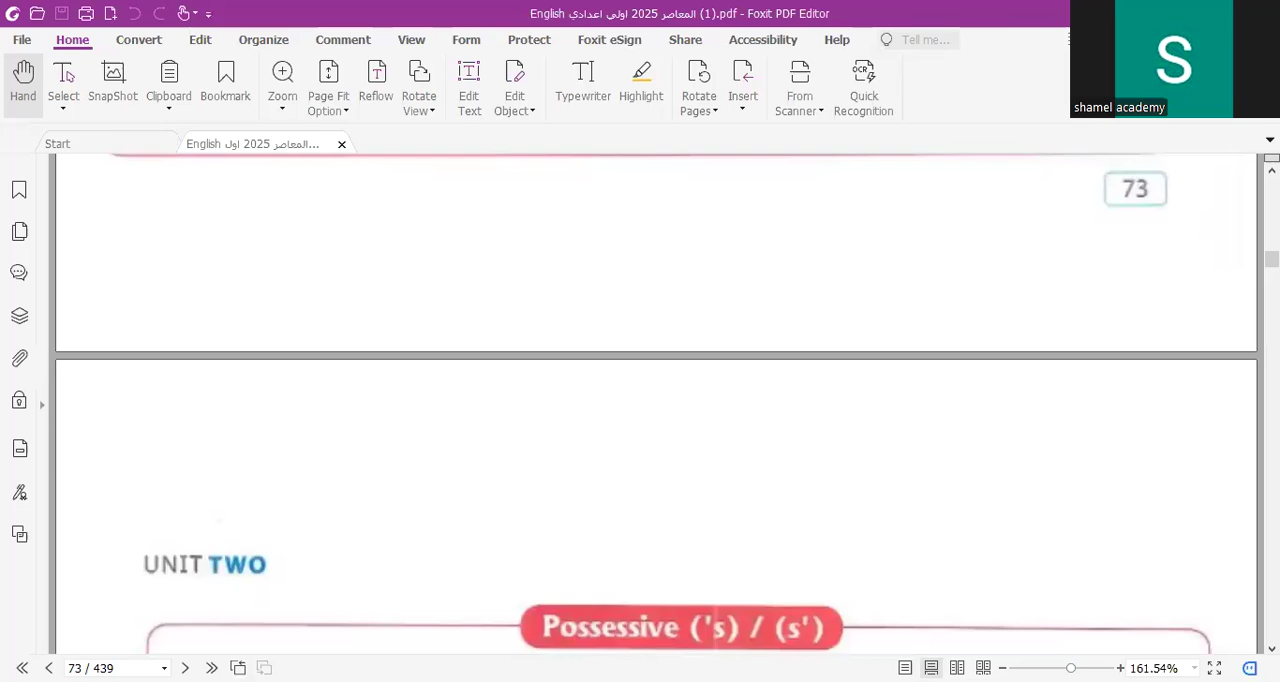 English المعاصر 2025 اولي اعدادي (1).pdf - Foxit PDF Editor
File Home Convert Edit Organize Comment View Form Protect Foxit eSign Share Accessibility Help Tell me...
Hand Select SnapShot Clipboard Bookmark Zoom Page Fit Option Reflow Rotate View Edit Text Edit Object Typewriter Highlight Rotate Pages Insert From Scanner Quick Recognition
S
shamel academy
Start English المعاصر 2025 اول...
73
UNIT TWO
Possessive ('s) / (s')
73 / 439 161.54%